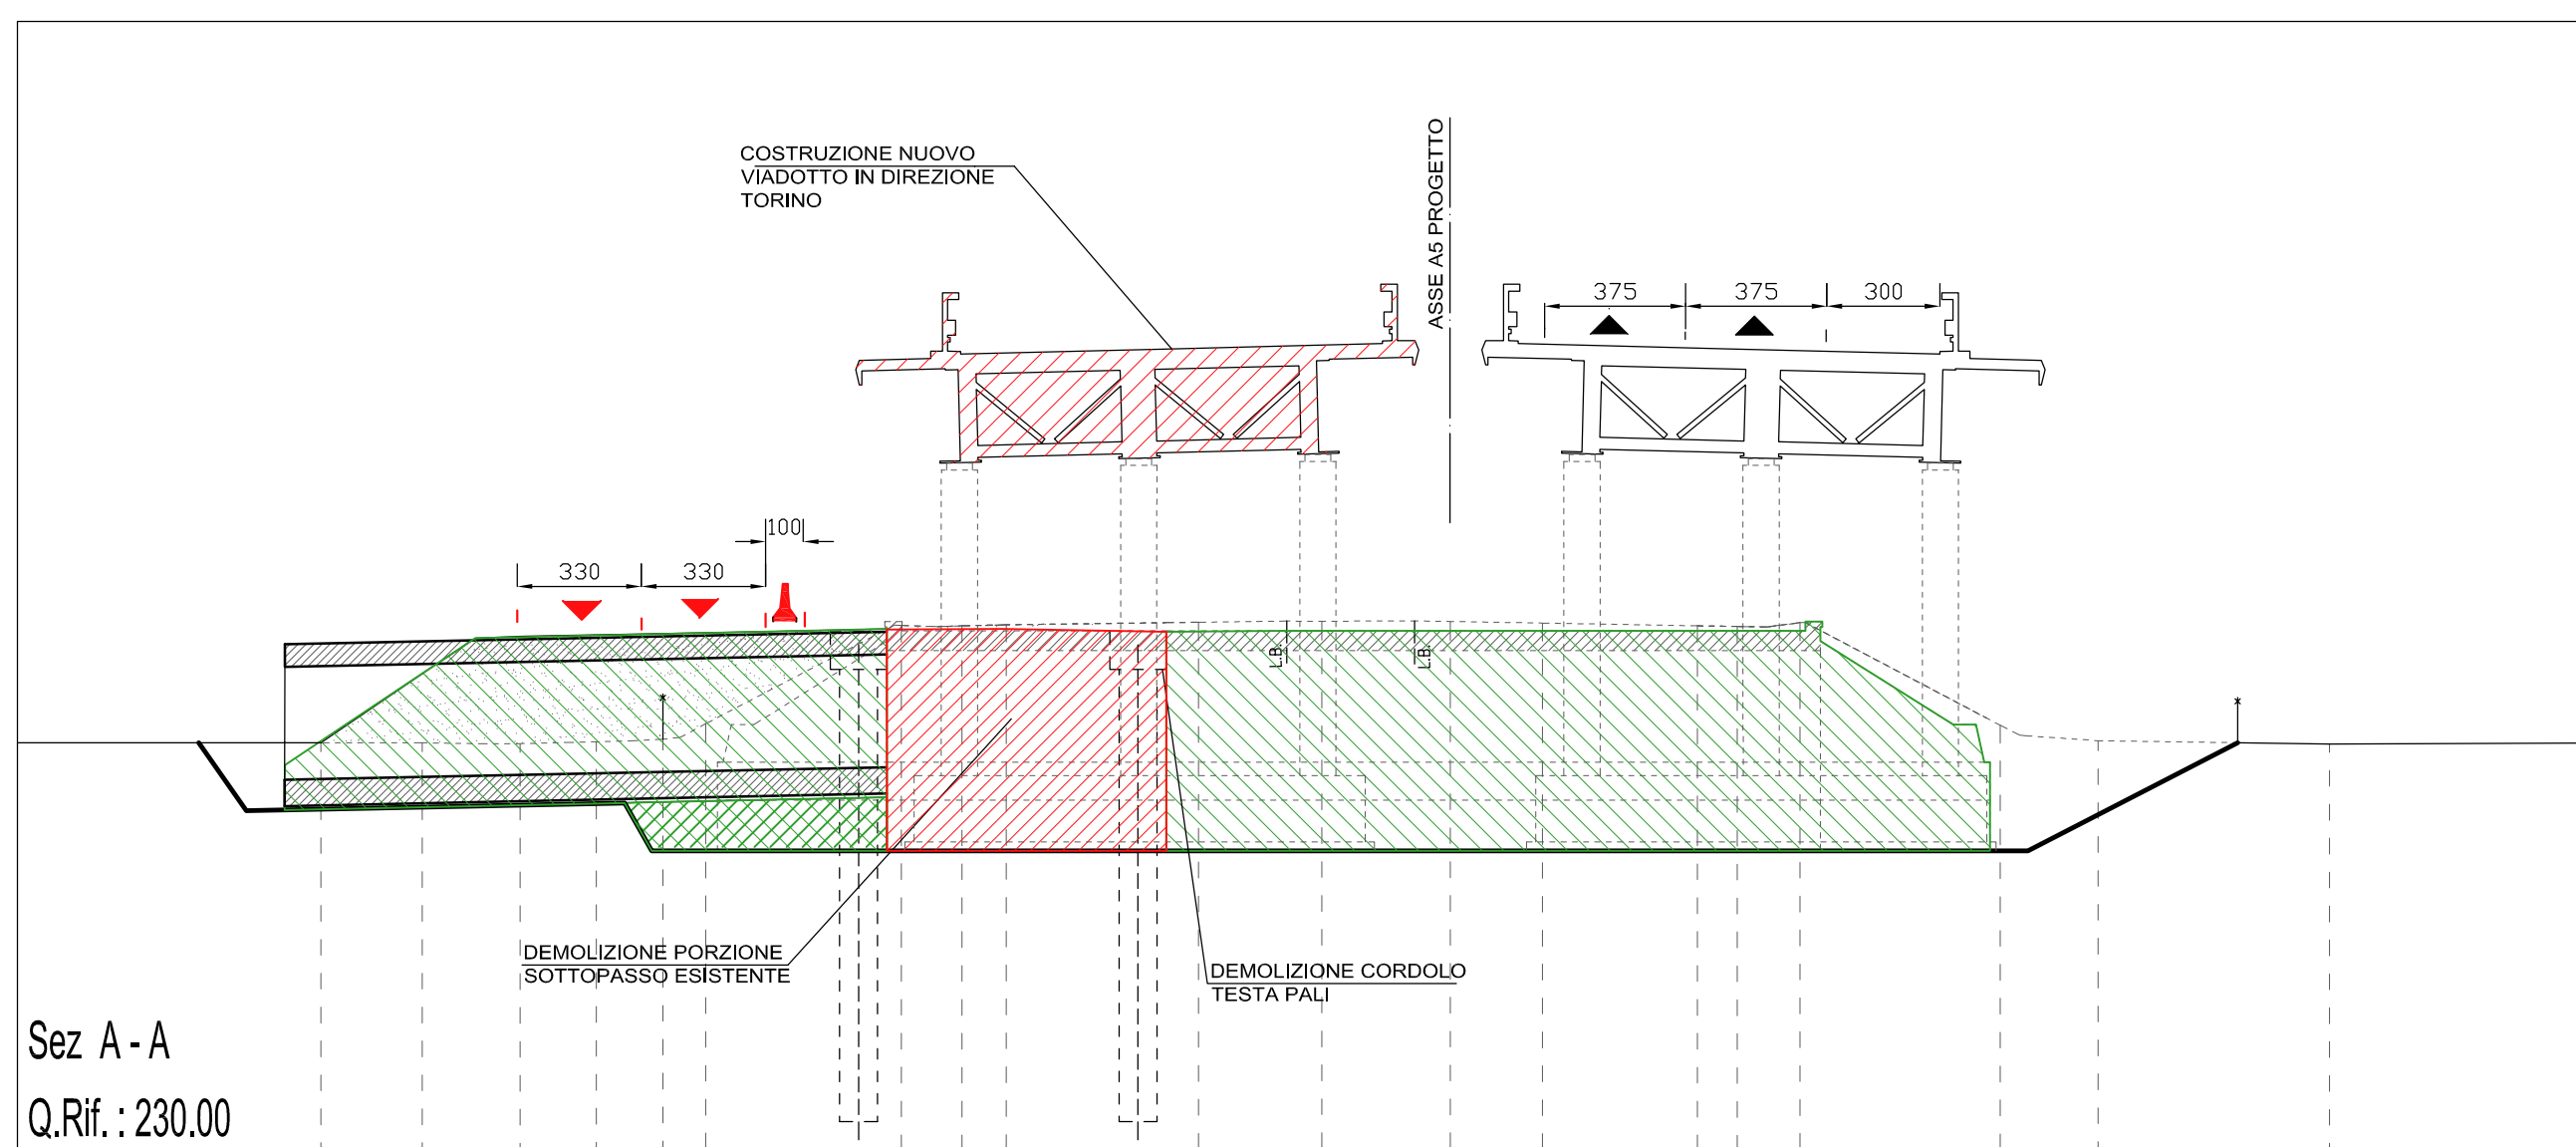 COSTRUZIONE NUOVO
VIADOTTO IN DIREZIONE
TORINO
ASSE A5 PROGETTO
375
375
300
100
330
330
L.B.
L.B.
DEMOLIZIONE PORZIONE
SOTTOPASSO ESISTENTE
DEMOLIZIONE CORDOLO
TESTA PALI
Sez A - A
Q.Rif. : 230.00